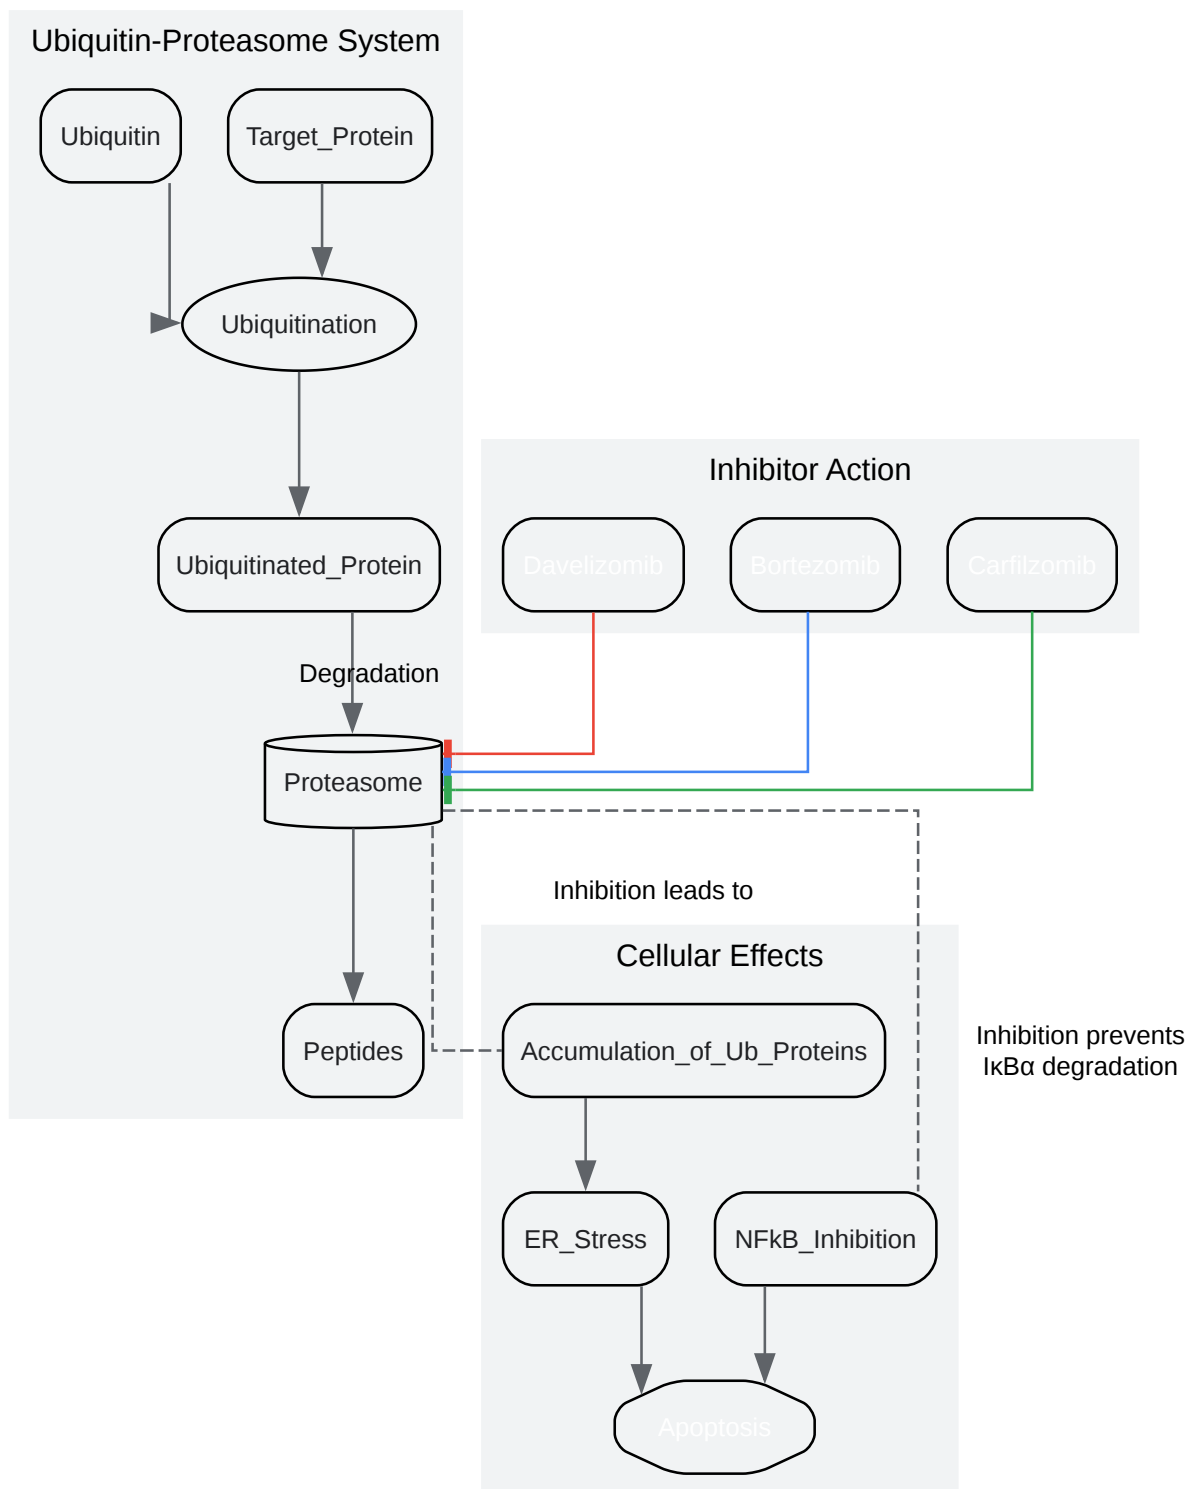 Ubiquitin-Proteasome System
Ubiquitin
Target_Protein
Ubiquitination
Inhibitor Action
Ubiquitinated_Protein
Davelizomib
Bortezomib
Carfilzomib
Degradation
Proteasome
Inhibition leads to
Cellular Effects
Peptides
Accumulation_of_Ub_Proteins
Inhibition prevents
IκBα degradation
ER_Stress
NFkB_Inhibition
Apoptosis